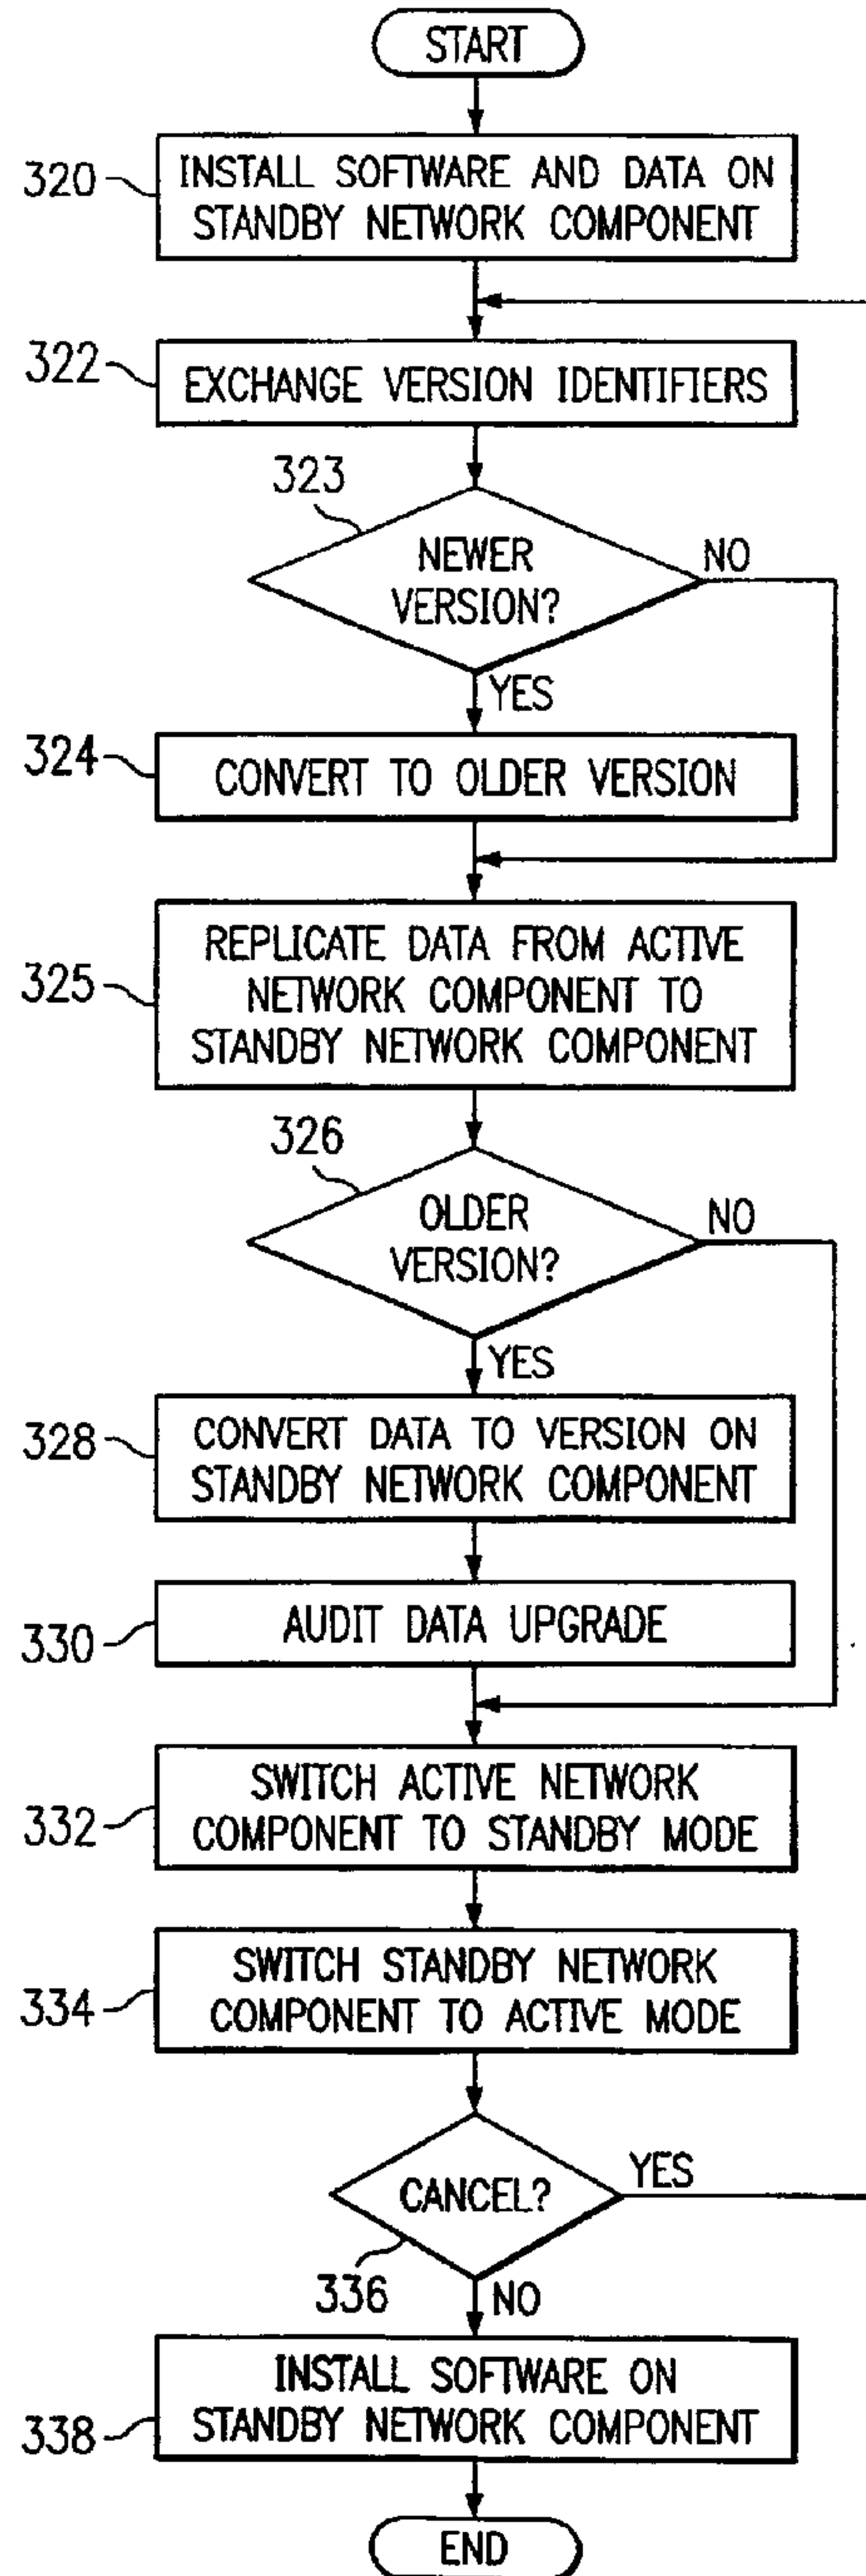 START
320
INSTALL SOFTWARE AND DATA ON
STANDBY NETWORK COMPONENT
322
EXCHANGE VERSION IDENTIFIERS
323
NEWER
VERSION?
NO
YES
324
CONVERT TO OLDER VERSION
325
REPLICATE DATA FROM ACTIVE
NETWORK COMPONENT TO
STANDBY NETWORK COMPONENT
326
OLDER
VERSION?
NO
YES
328
CONVERT DATA TO VERSION ON
STANDBY NETWORK COMPONENT
330
AUDIT DATA UPGRADE
332
SWITCH ACTIVE NETWORK
COMPONENT TO STANDBY MODE
334
SWITCH STANDBY NETWORK
COMPONENT TO ACTIVE MODE
CANCEL?
YES
336
NO
338
INSTALL SOFTWARE ON
STANDBY NETWORK COMPONENT
END